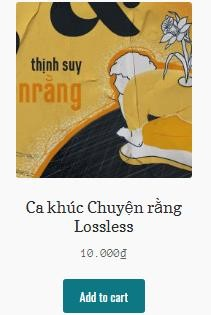 &
thịnh suy
nrằng
Ca khúc Chuyện rằng
Lossless
10.000₫
Add to cart